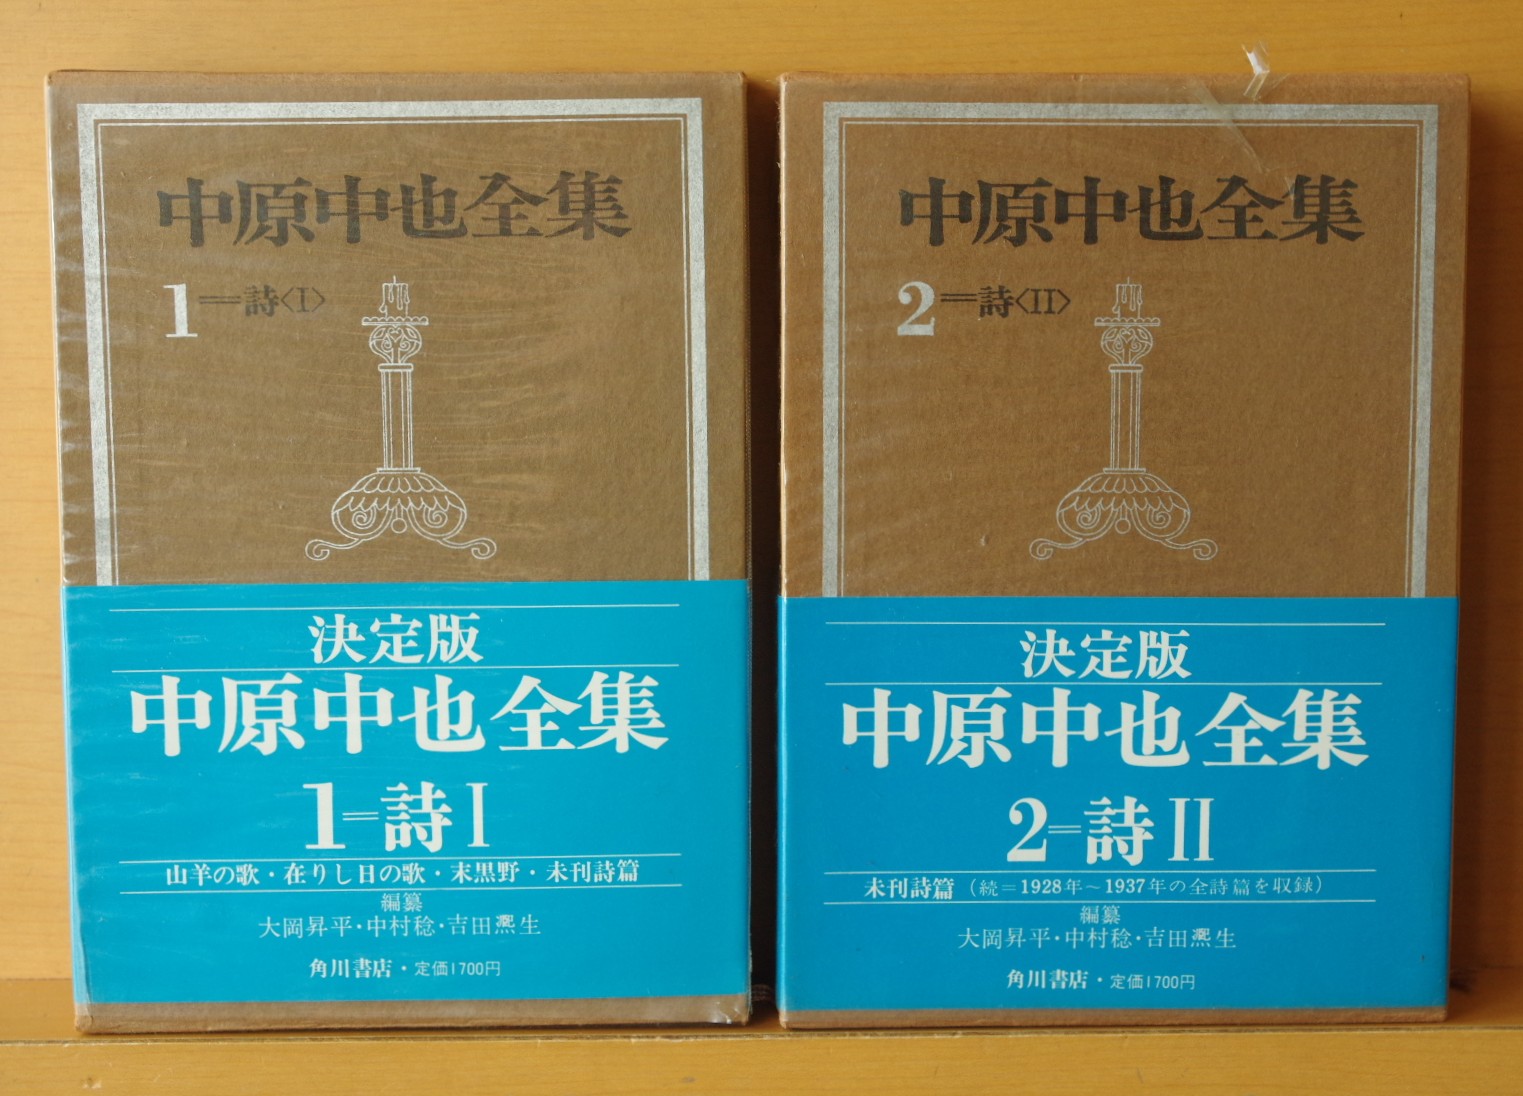 中原中也全集
1＝詩〈I〉
決定版
中原中也全集
1＝詩I
山羊の歌・在りし日の歌・末黒野・未刊詩篇
編纂
大岡昇平・中村稔・吉田凞生
角川書店・定価1700円
中原中也全集
2＝詩〈II〉
決定版
中原中也全集
2＝詩II
未刊詩篇（続＝1928年～1937年の全詩篇を収録）
編纂
大岡昇平・中村稔・吉田凞生
角川書店・定価1700円